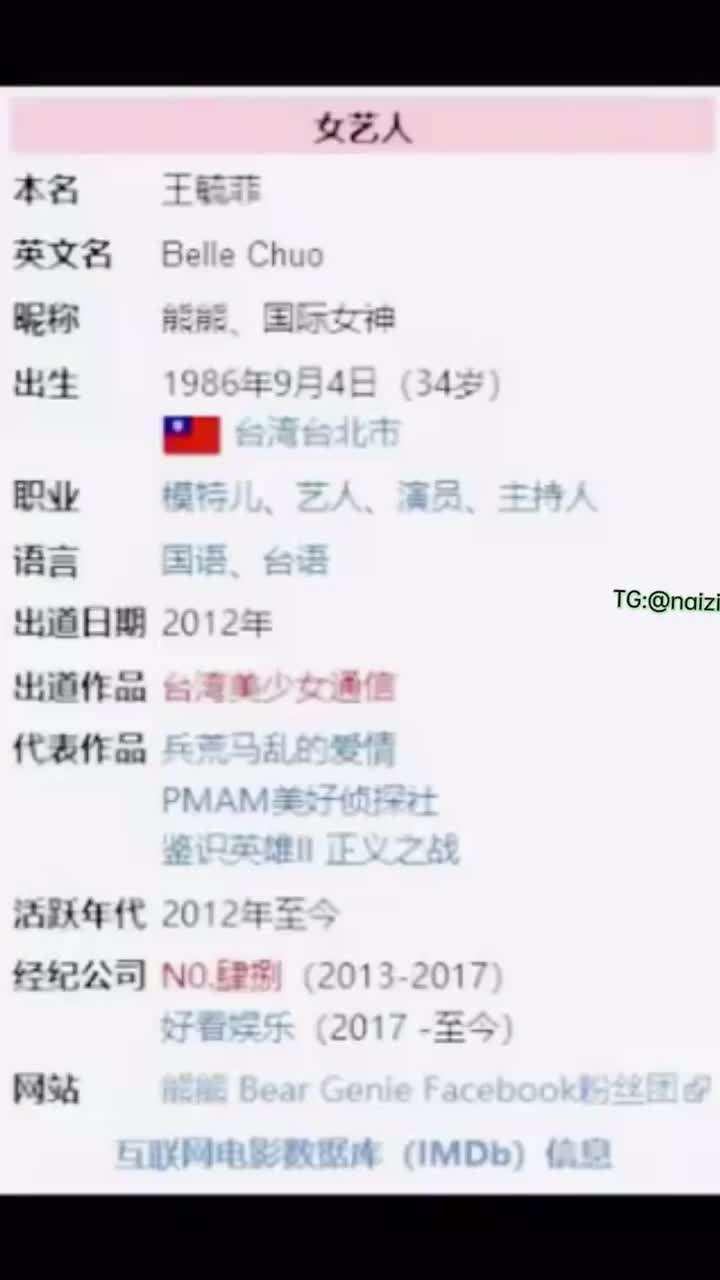 女艺人
本名 王毓菲
英文名 Belle Chuo
昵称 熊熊、国际女神
出生 1986年9月4日（34岁）
台湾台北市
职业 模特儿、艺人、演员、主持人
语言 国语、台语
TG:@naizi
出道日期 2012年
出道作品 台湾美少女通信
代表作品 兵荒马乱的爱情
PMAM美好侦探社
鉴识英雄II 正义之战
活跃年代 2012年至今
经纪公司 N0.肆捌（2013-2017）
好看娱乐（2017 -至今）
网站 熊熊 Bear Genie Facebook粉丝团
互联网电影数据库（IMDb）信息